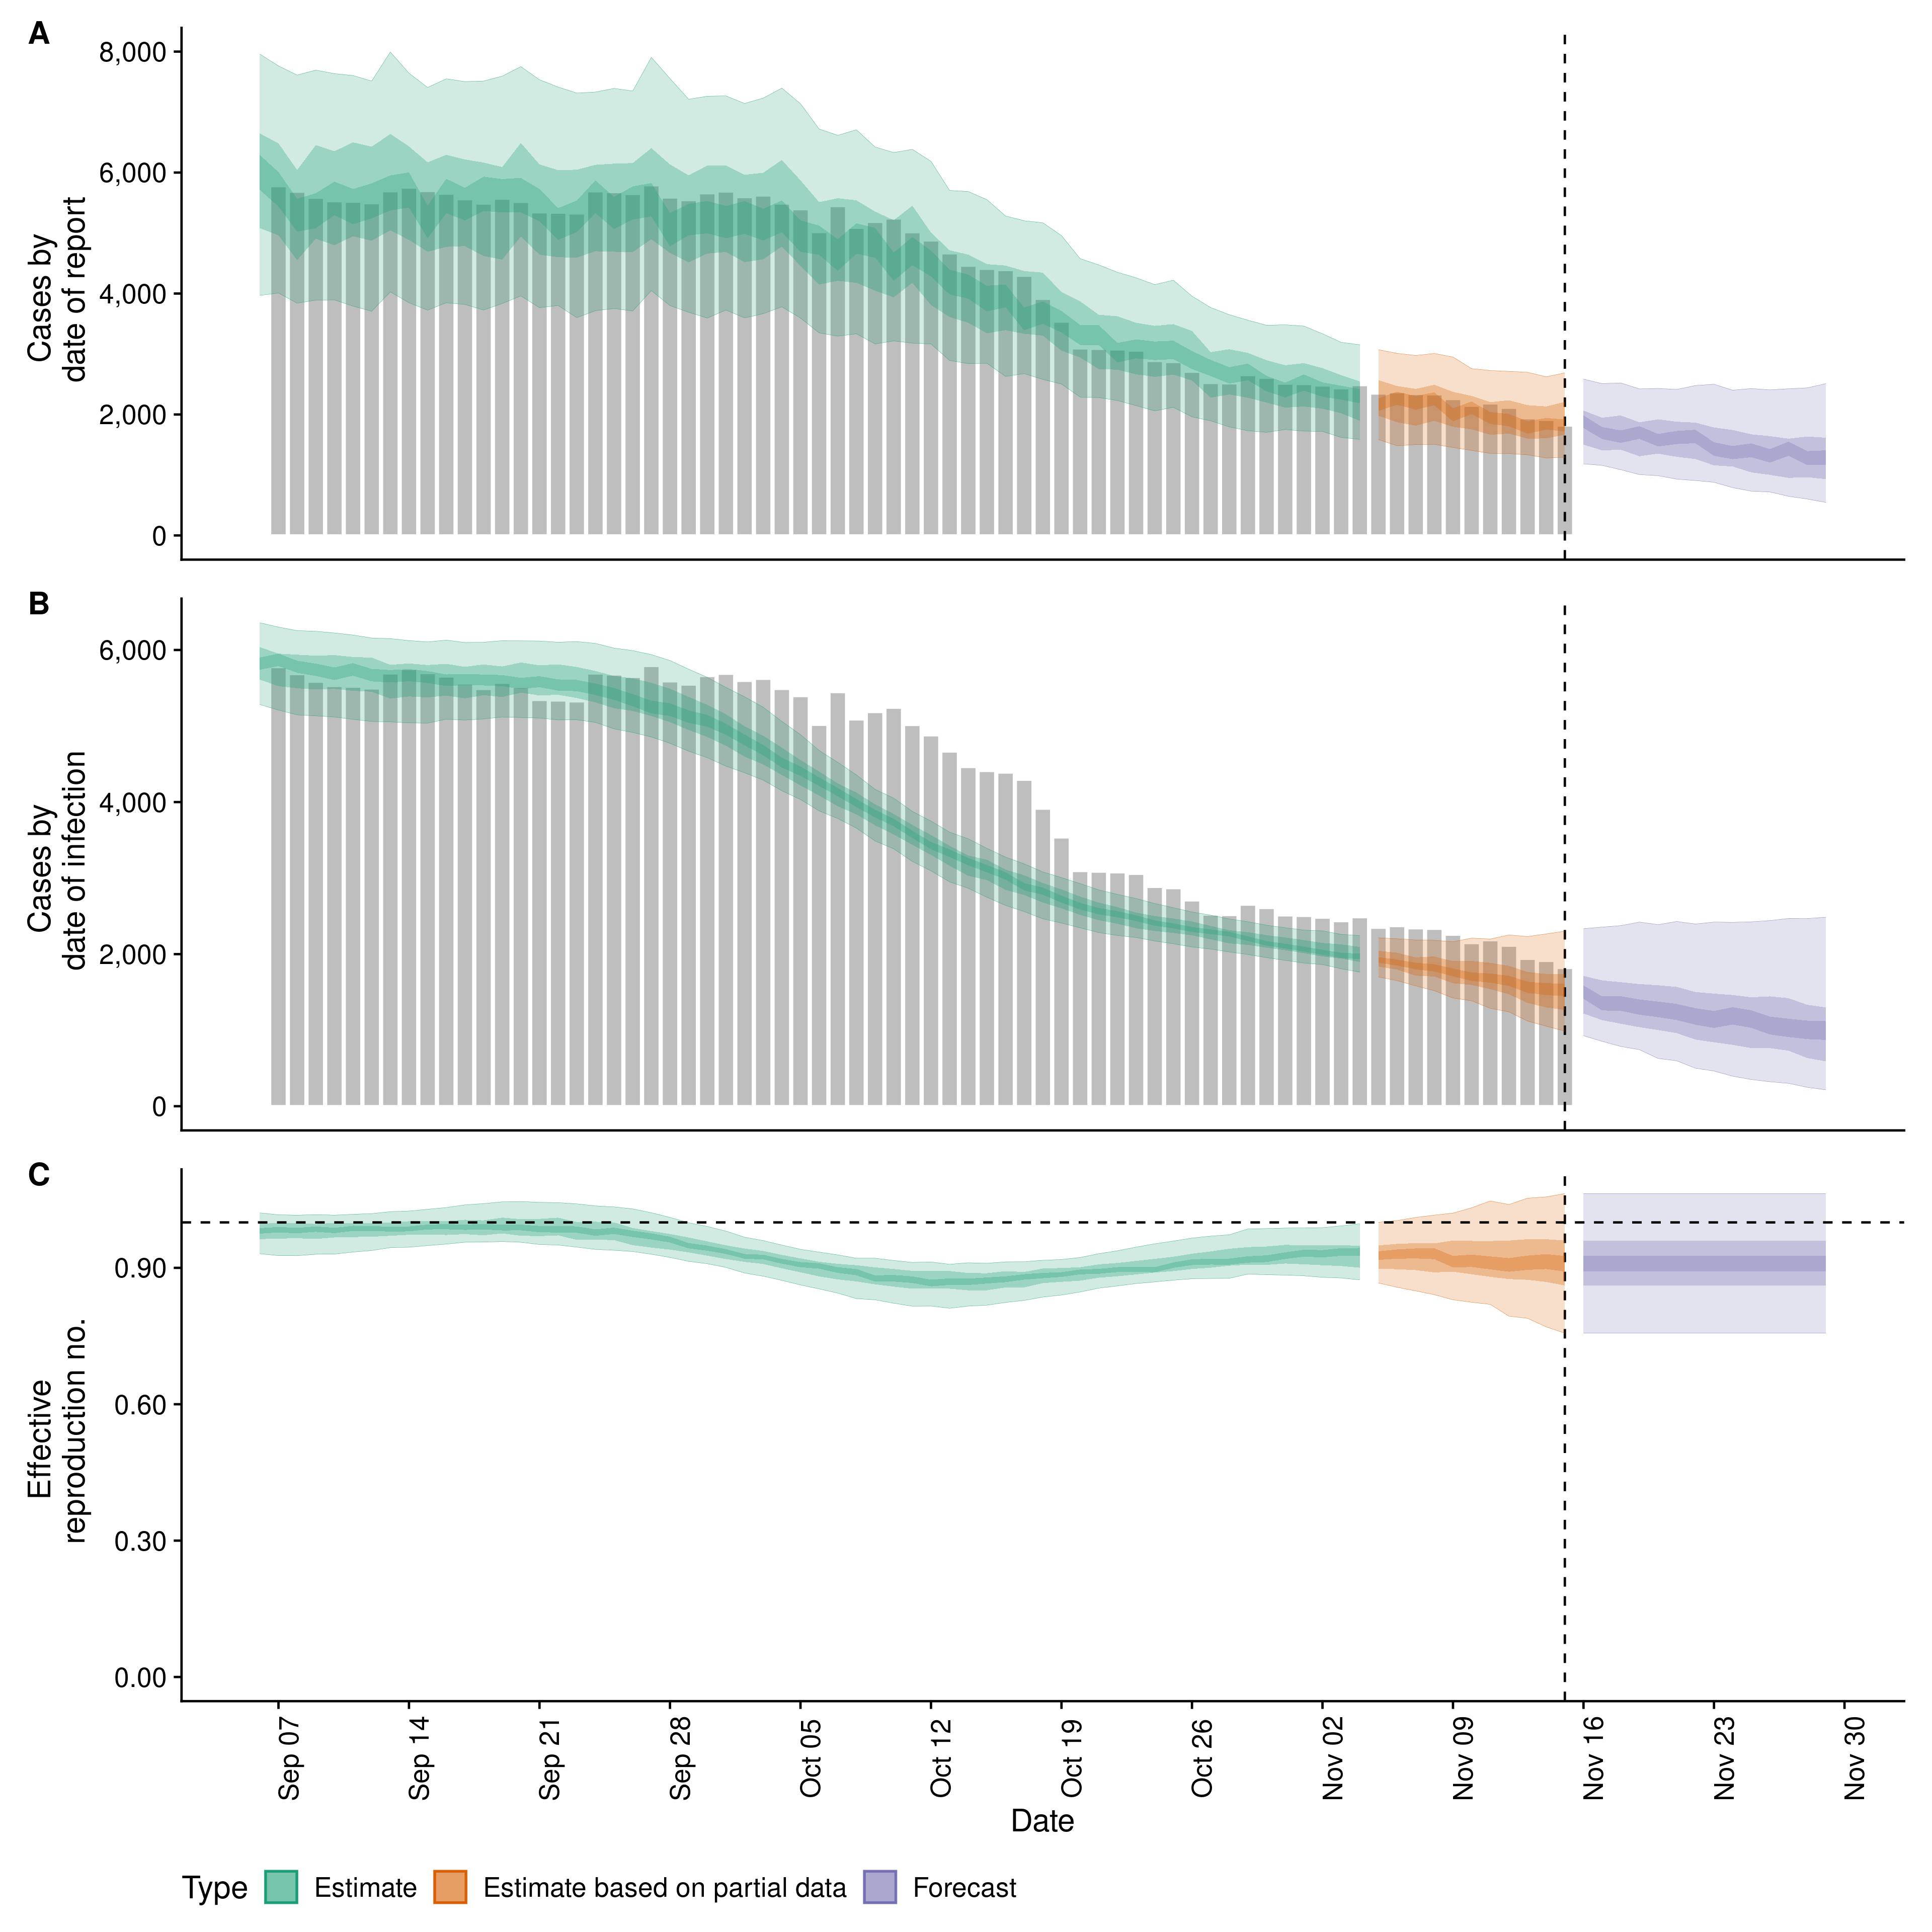 A
Cases by
date of report
8,000
6,000
4,000
2,000
0
B
Cases by
date of infection
6,000
4,000
2,000
0
C
Effective
reproduction no.
0.90
0.60
0.30
0.00
Sep 07
Sep 14
Sep 21
Sep 28
Oct 05
Oct 12
Oct 19
Oct 26
Nov 02
Nov 09
Nov 16
Nov 23
Nov 30
Date
Type Estimate Estimate based on partial data Forecast